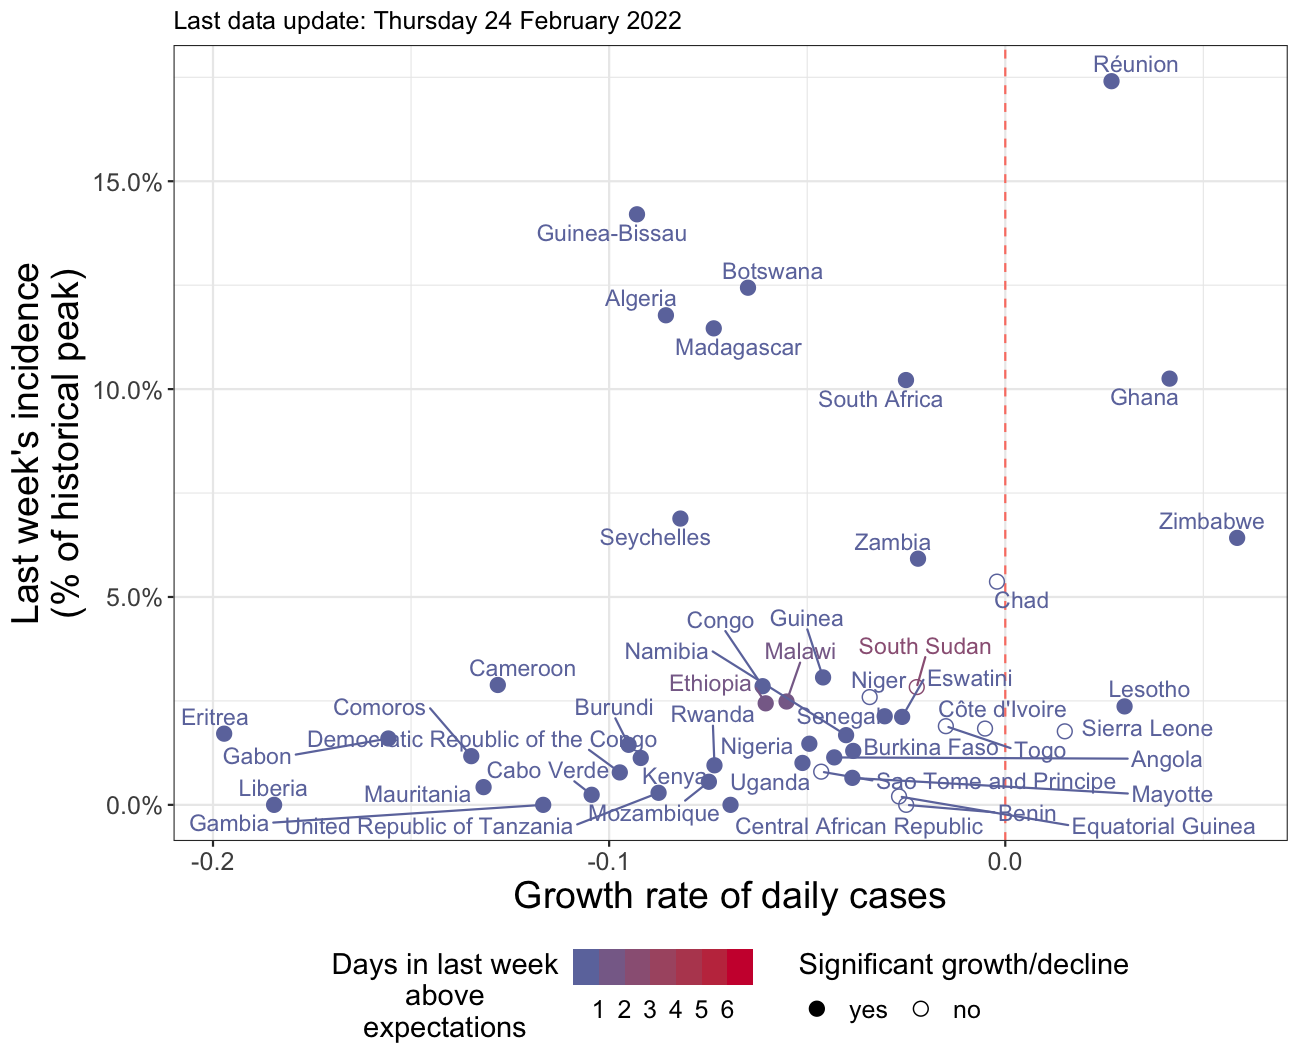 Last data update: Thursday 24 February 2022
Réunion
15.0%
Guinea-Bissau
Botswana
Algeria
Madagascar
10.0%
South Africa
Ghana
Last week's incidence
(% of historical peak)
Seychelles
Zimbabwe
Zambia
5.0%
Chad
Congo
Guinea
Namibia
Malawi
South Sudan
Cameroon
Ethiopia
Niger
Eswatini
Lesotho
Eritrea
Comoros
Burundi
Rwanda
Senegal
Côte d'Ivoire
Sierra Leone
Gabon
Democratic Republic of the Congo
Nigeria
Burkina Faso
Togo
Angola
Liberia
Mauritania
Cabo Verde
Kenya
Uganda
Sao Tome and Principe
Mayotte
0.0%
Gambia
United Republic of Tanzania
Mozambique
Central African Republic
Benin
Equatorial Guinea
-0.2
-0.1
0.0
Growth rate of daily cases
Days in last week
above
expectations
1 2 3 4 5 6
Significant growth/decline
yes
no